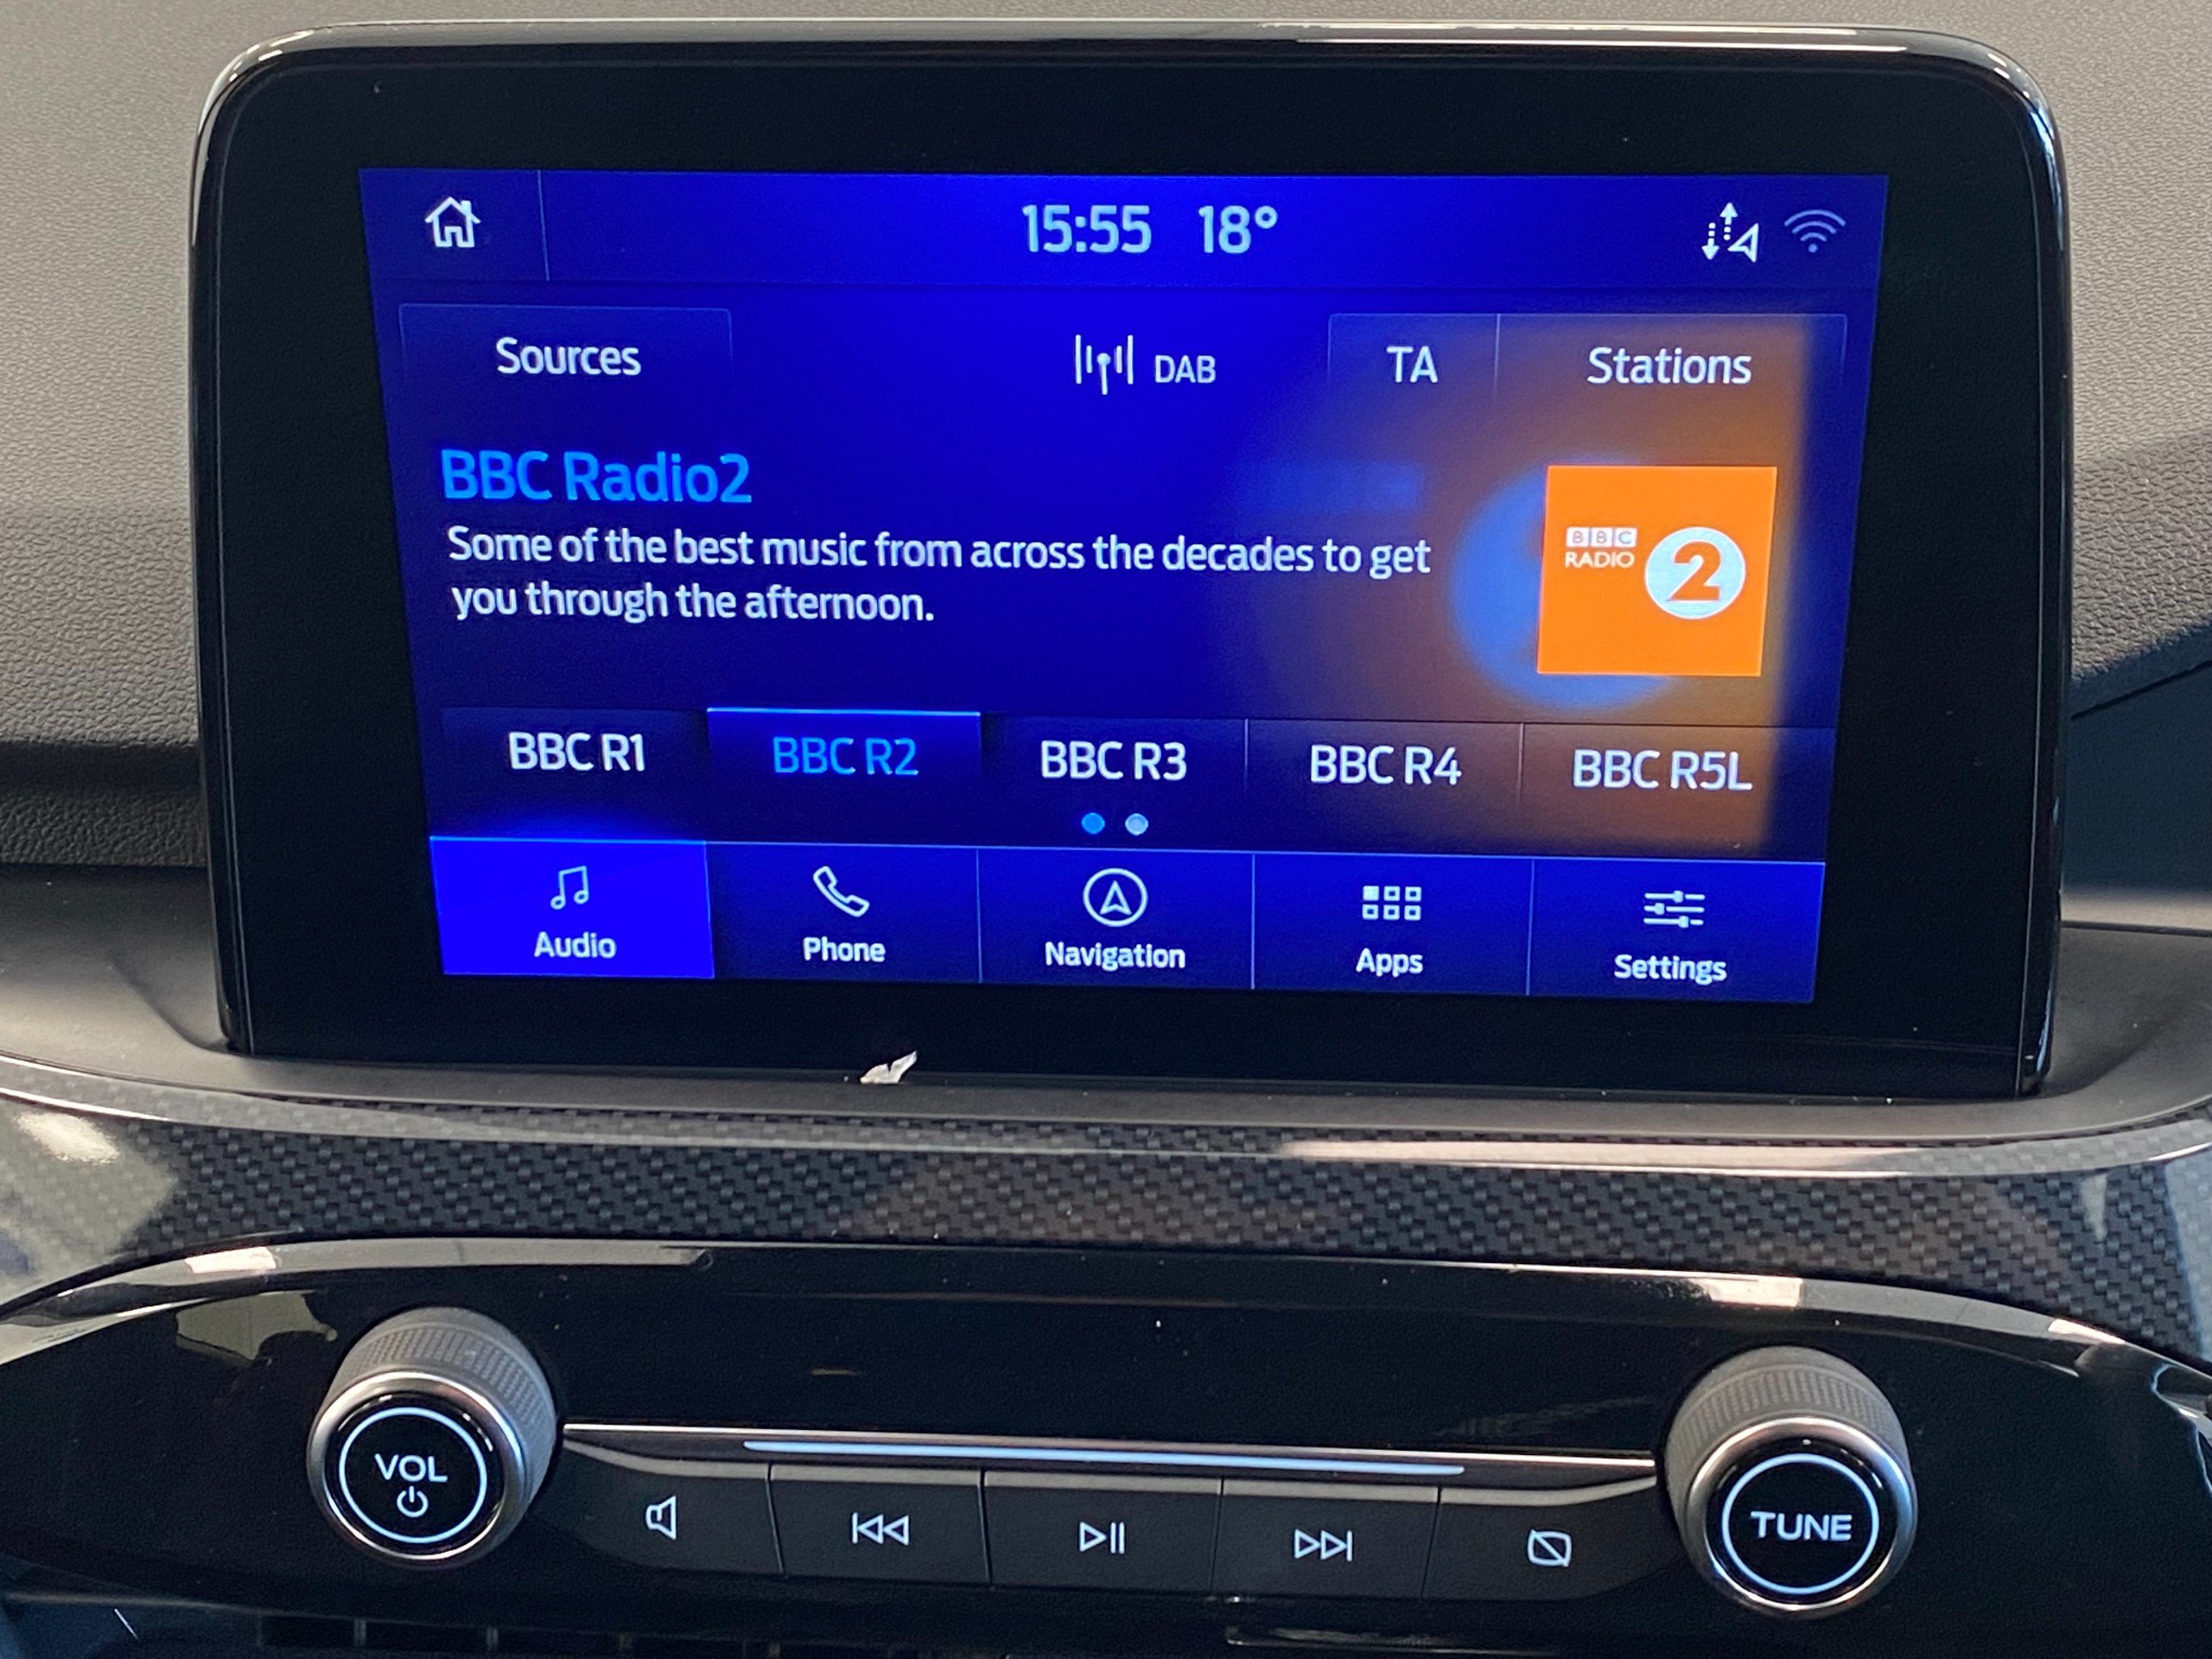 15:55 18°
Sources DAB TA Stations
BBC Radio2
Some of the best music from across the decades to get
you through the afternoon.
BBC
RADIO 2
BBC R1 BBC R2 BBC R3 BBC R4 BBC R5L
Audio Phone Navigation Apps Settings
VOL
TUNE